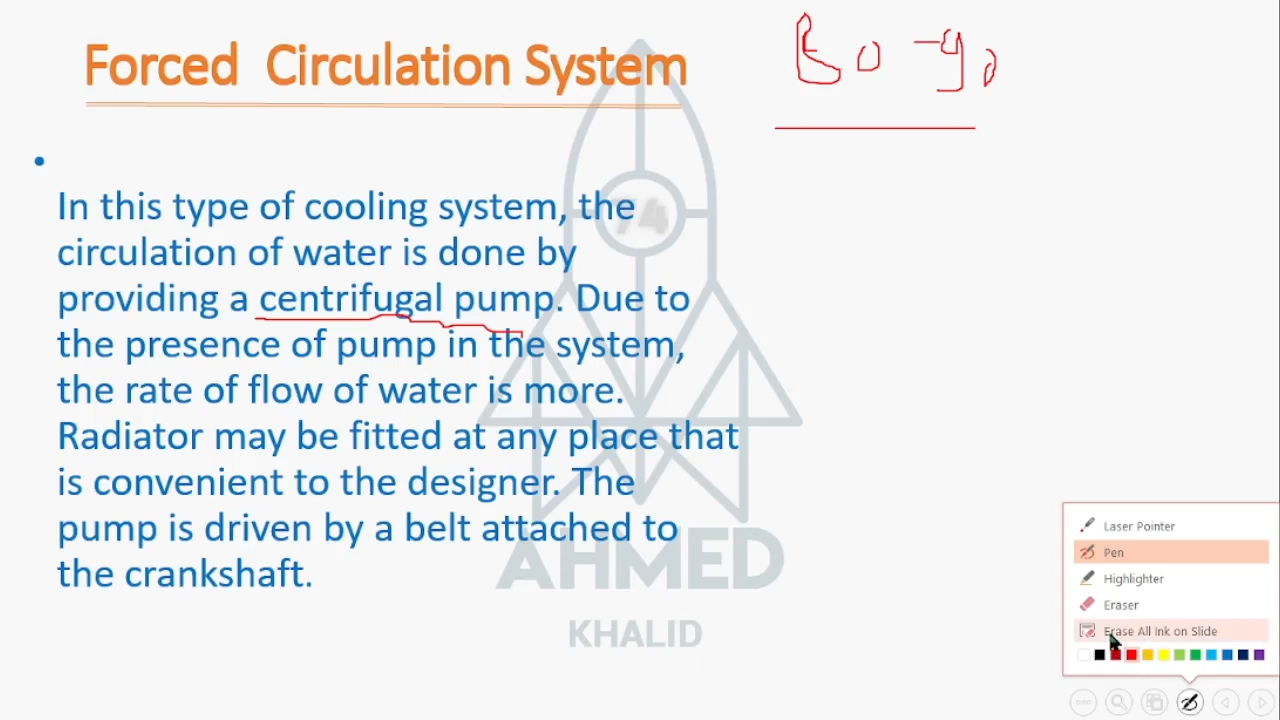 Forced Circulation System
In this type of cooling system, the
circulation of water is done by
providing a centrifugal pump. Due to
the presence of pump in the system,
the rate of flow of water is more.
Radiator may be fitted at any place that
is convenient to the designer. The
pump is driven by a belt attached to
the crankshaft.
74
AHMED
KHALID
Laser Pointer
Pen
Highlighter
Eraser
Erase All Ink on Slide